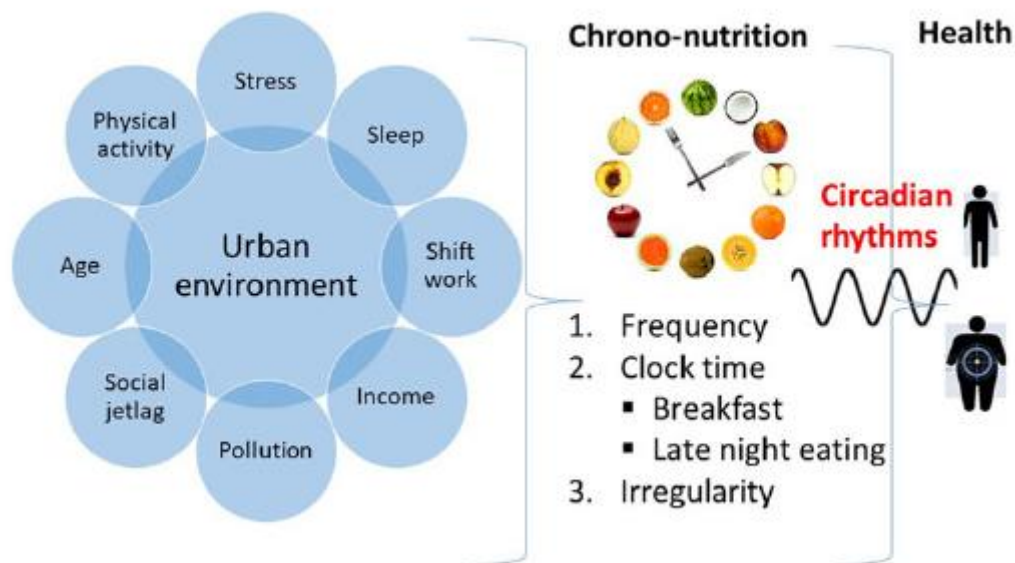 Stress
Sleep
Shift
work
Income
Pollution
Social
jetlag
Age
Physical
activity
Urban
environment
Chrono-nutrition
1. Frequency
2. Clock time
▪ Breakfast
▪ Late night eating
3. Irregularity
Circadian
rhythms
Health